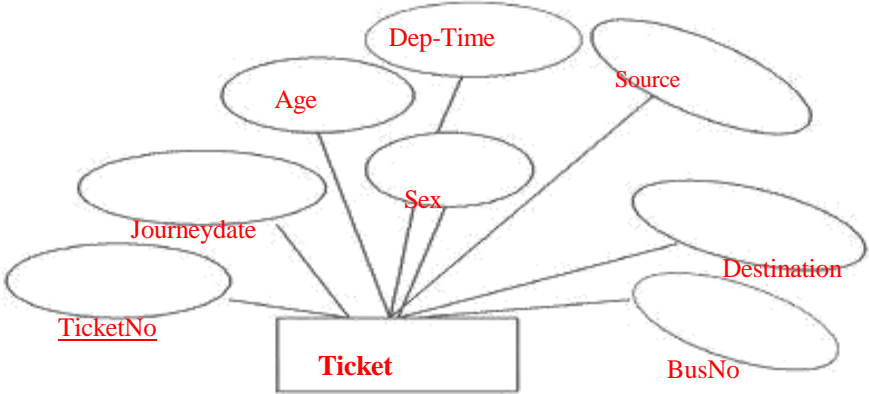 Dep-Time
Source
Age
Sex
Journeydate
Destination
TicketNo
Ticket
BusNo